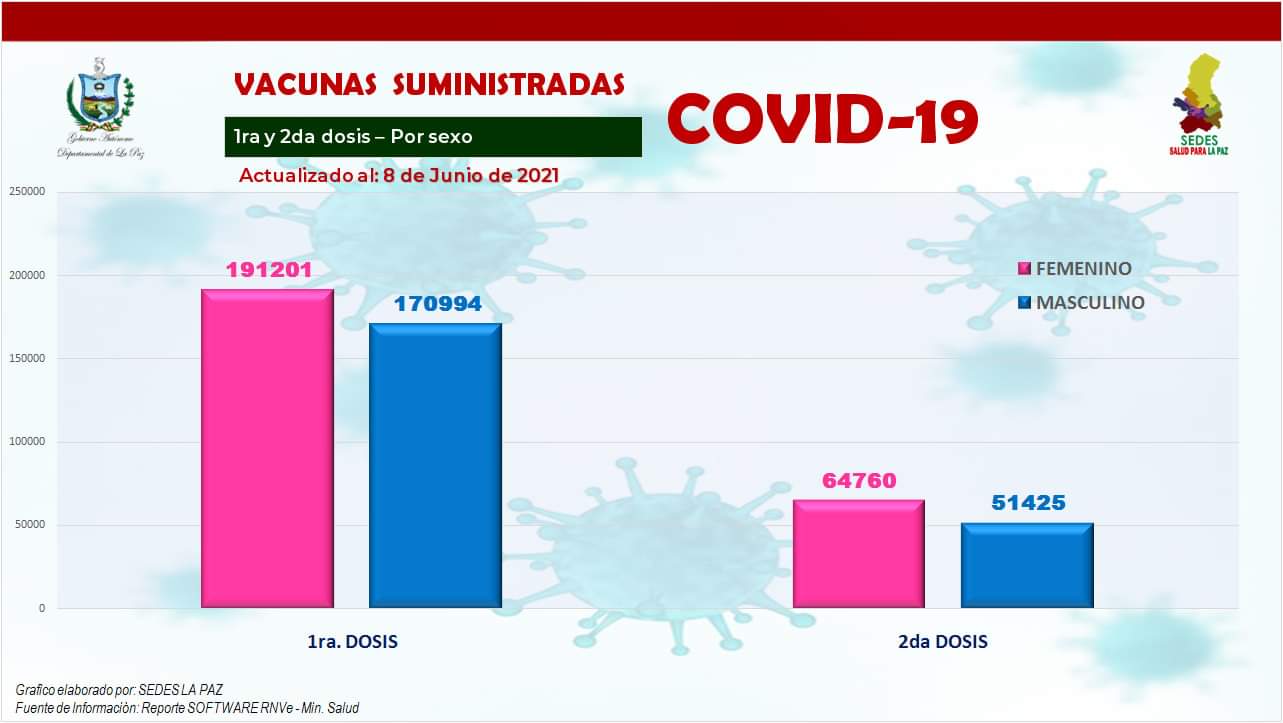 VACUNAS SUMINISTRADAS
COVID-19
1ra y 2da dosis – Por sexo
Actualizado al: 8 de Junio de 2021
Gobierno Autónomo
Departamental de La Paz
SEDES
SALUD PARA LA PAZ
250000
200000
150000
100000
50000
0
191201
170994
64760
51425
FEMENINO
MASCULINO
1ra. DOSIS
2da DOSIS
Grafico elaborado por: SEDES LA PAZ
Fuente de Informaciòn: Reporte SOFTWARE RNVe - Min. Salud